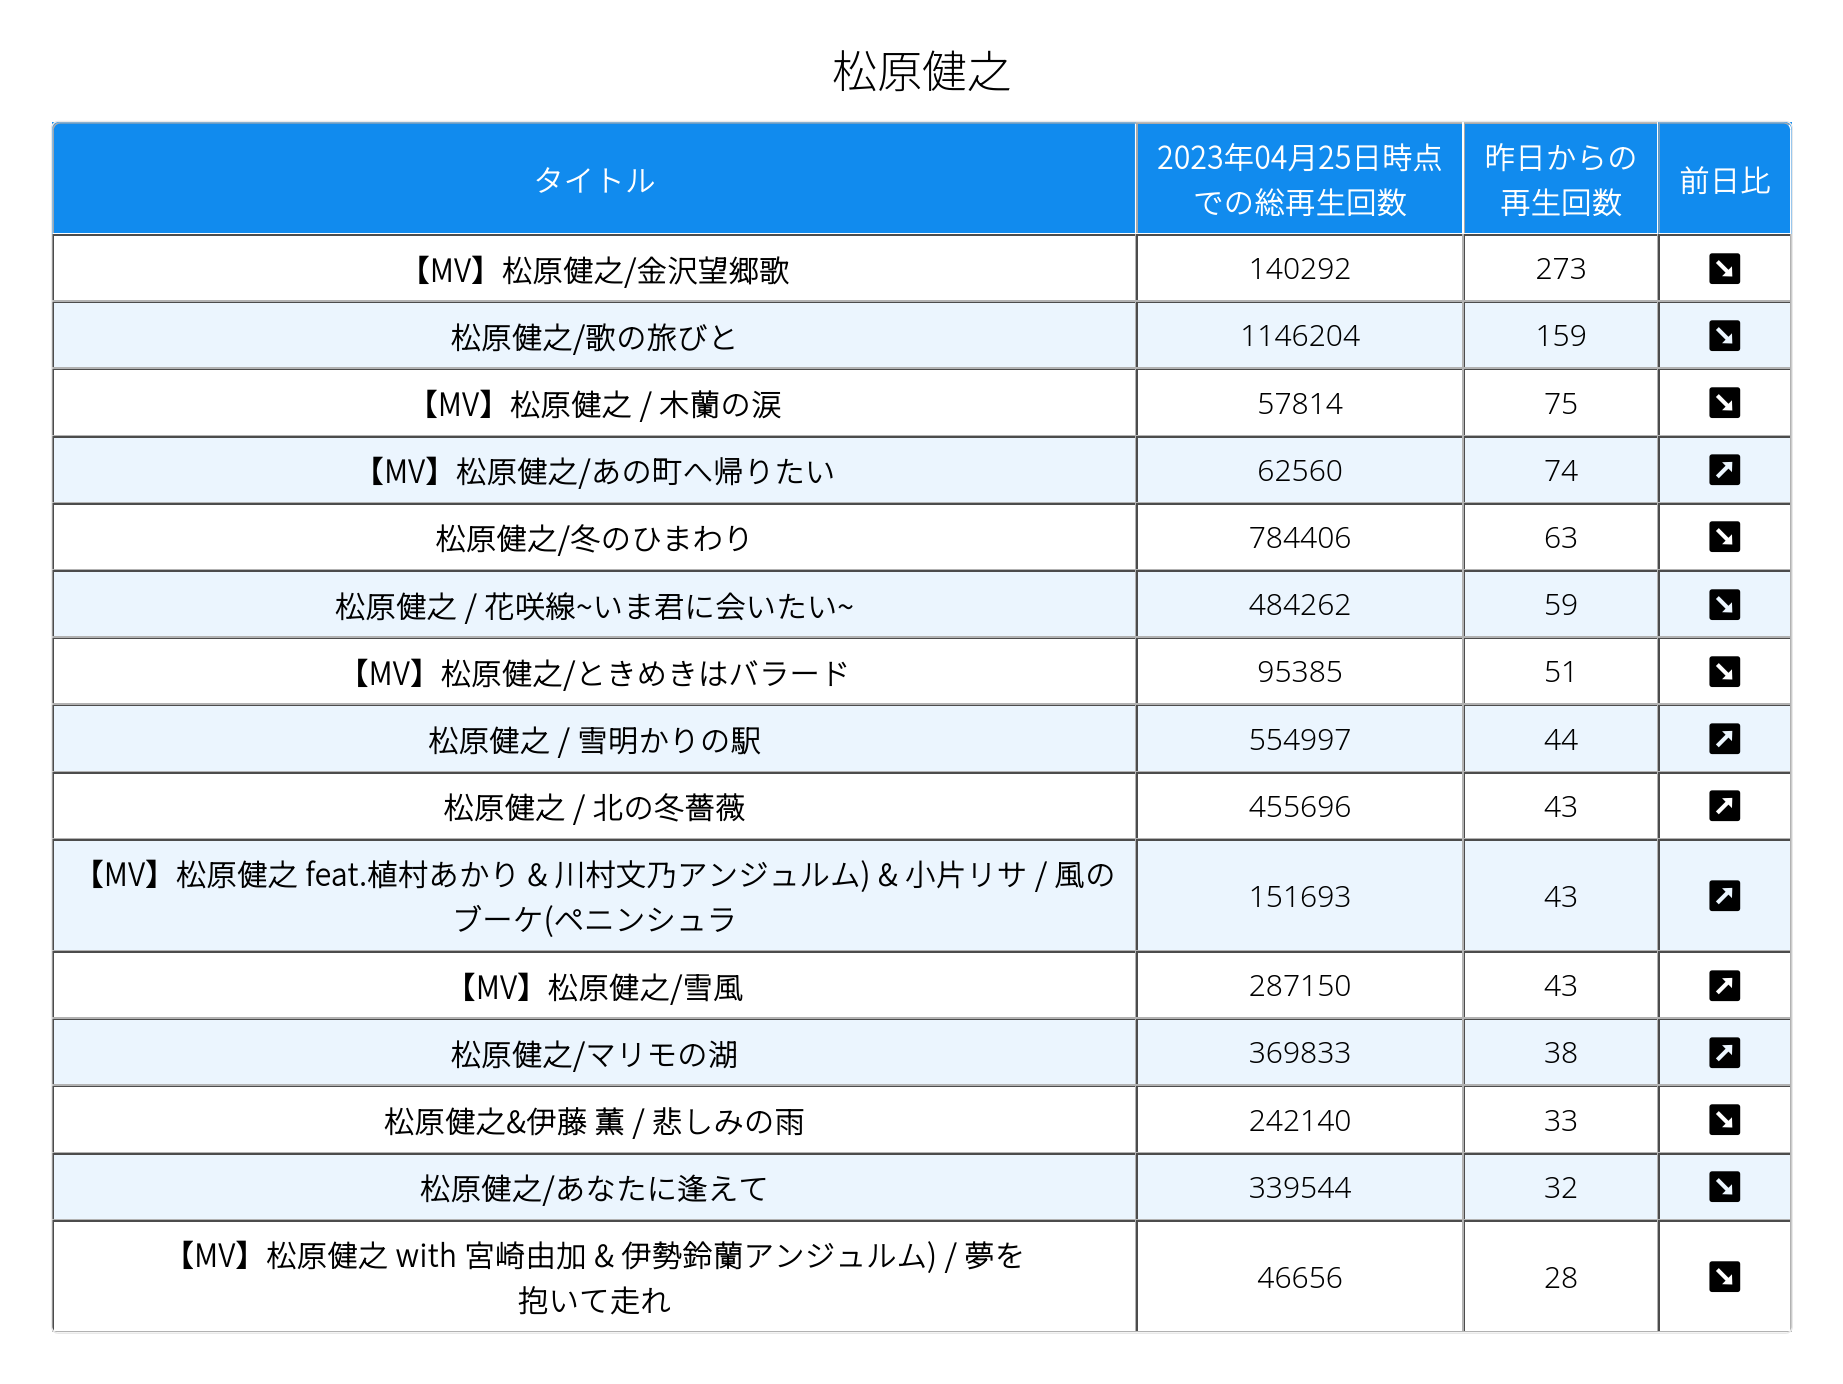 松原健之
タイトル
2023年04月25日時点
での総再生回数
昨日からの
再生回数
前日比
【MV】松原健之/金沢望郷歌 140292 273
松原健之/歌の旅びと 1146204 159
【MV】松原健之 / 木蘭の涙 57814 75
【MV】松原健之/あの町へ帰りたい 62560 74
松原健之/冬のひまわり 784406 63
松原健之 / 花咲線~いま君に会いたい~ 484262 59
【MV】松原健之/ときめきはバラード 95385 51
松原健之 / 雪明かりの駅 554997 44
松原健之 / 北の冬薔薇 455696 43
【MV】松原健之 feat.植村あかり & 川村文乃アンジュルム) & 小片リサ / 風の
ブーケ(ペニンシュラ 151693 43
【MV】松原健之/雪風 287150 43
松原健之/マリモの湖 369833 38
松原健之&伊藤 薫 / 悲しみの雨 242140 33
松原健之/あなたに逢えて 339544 32
【MV】松原健之 with 宮崎由加 & 伊勢鈴蘭アンジュルム) / 夢を
抱いて走れ 46656 28